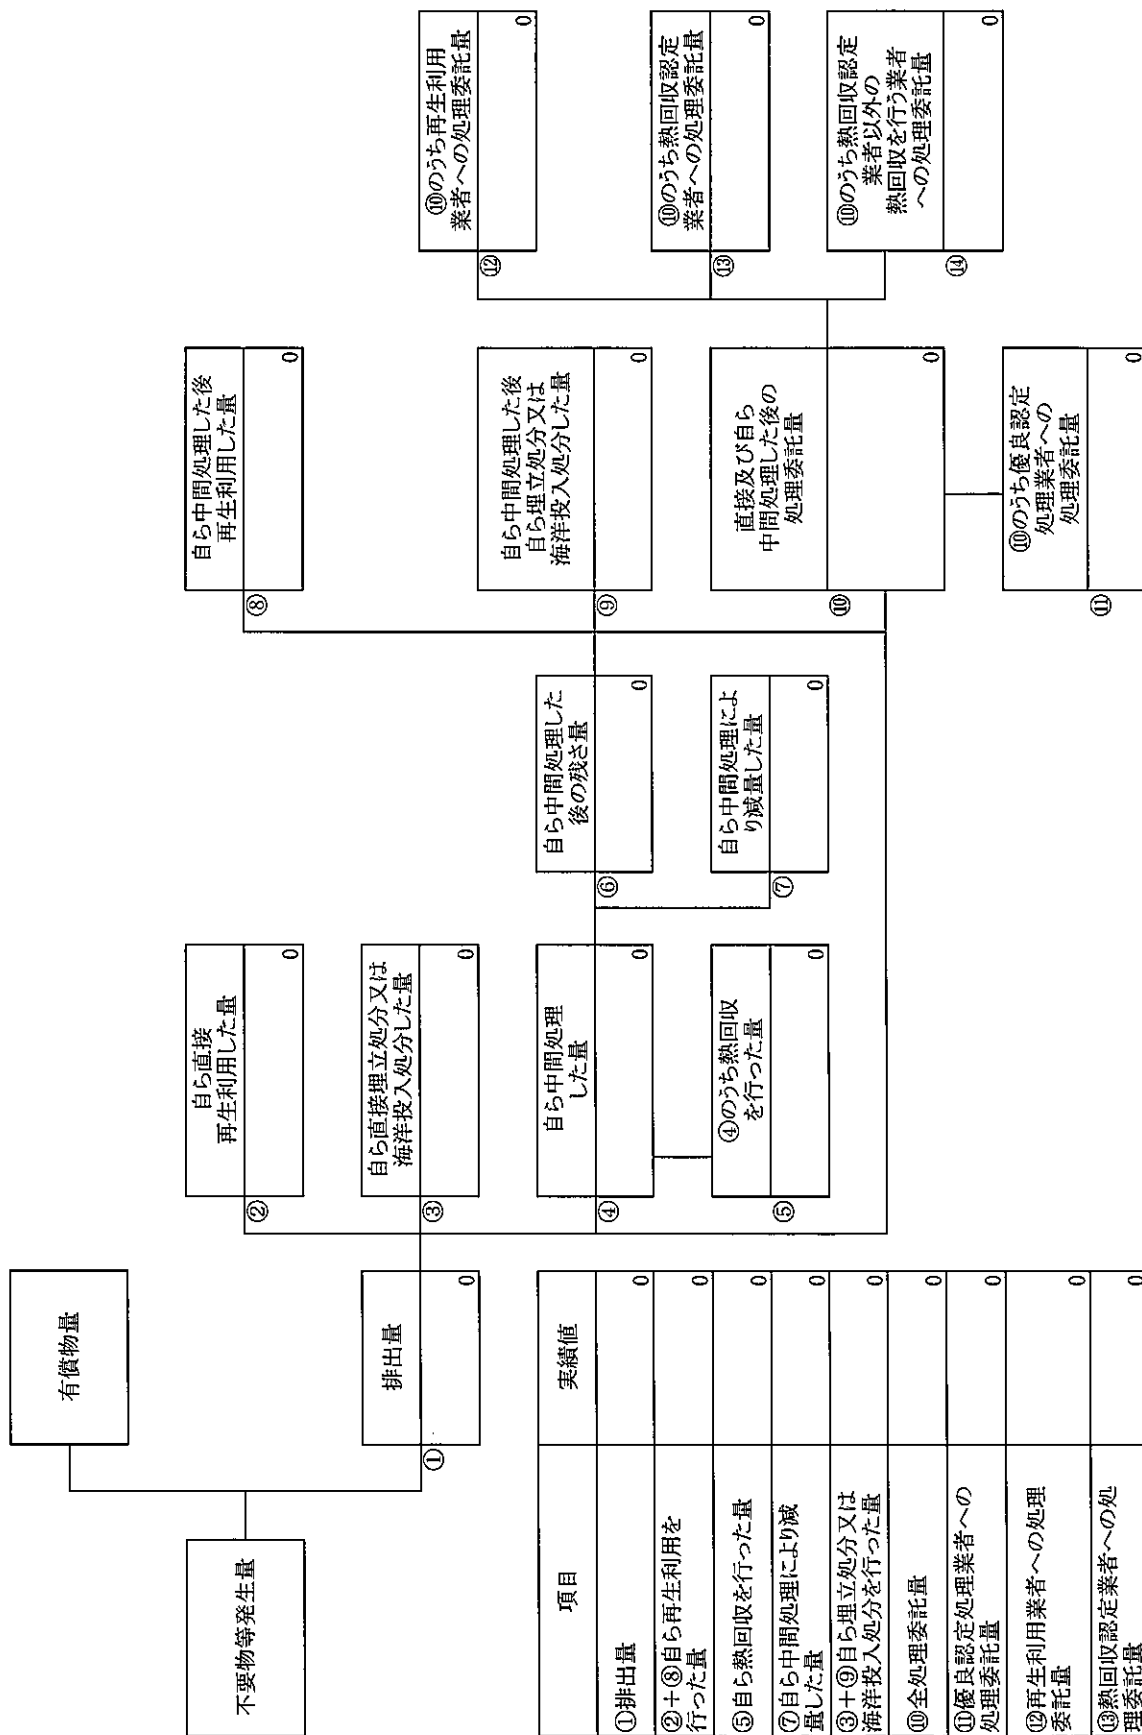 不要物等発生量
有償物量
排出量
①
0
自ら直接
再生利用した量
②
0
自ら直接埋立処分又は
海洋投入処分した量
③
0
自ら中間処理
した量
④
0
④のうち熱回収
を行った量
⑤
0
自ら中間処理した
後の残さ量
⑥
0
自ら中間処理によ
り減量した量
⑦
0
自ら中間処理した後
再生利用した量
⑧
0
自ら中間処理した後
自ら埋立処分又は
海洋投入処分した量
⑨
0
直接及び自ら
中間処理した後の
処理委託量
⑩
0
⑩のうち優良認定
処理業者への
処理委託量
⑪
0
⑩のうち再生利用
業者への処理委託量
⑫
0
⑩のうち熱回収認定
業者への処理委託量
⑬
0
⑩のうち熱回収認定
業者以外の
熱回収を行う業者
への処理委託量
⑭
0
項目 実績値
①排出量 0
②+⑧自ら再生利用を
行った量 0
⑤自ら熱回収を行った量 0
⑦自ら中間処理により減
量した量 0
③+⑨自ら埋立処分又は
海洋投入処分を行った量 0
⑩全処理委託量 0
⑪優良認定処理業者への
処理委託量 0
⑫再生利用業者への処理
委託量 0
⑬熱回収認定業者への処
理委託量 0